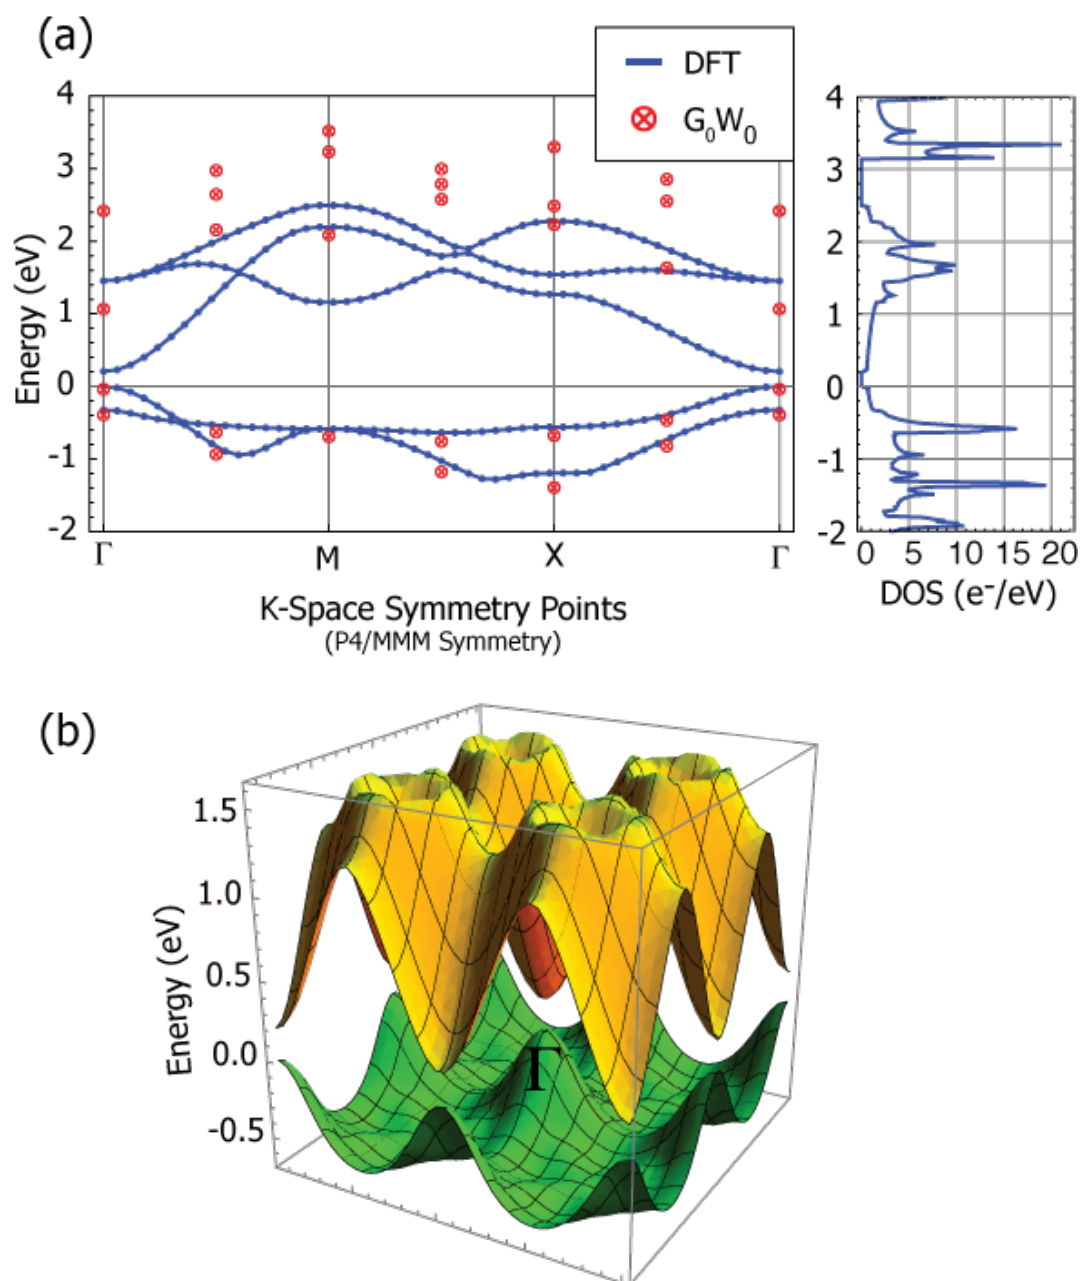 (a)
DFT
G₀W₀
4
3
2
1
0
-1
-2
Energy (eV)
Γ
M
X
Γ
K-Space Symmetry Points
(P4/MMM Symmetry)
4
3
2
1
0
-1
-2
0 5 10 15 20
DOS (e⁻/eV)
(b)
1.5
1.0
0.5
0.0
-0.5
Energy (eV)
Γ